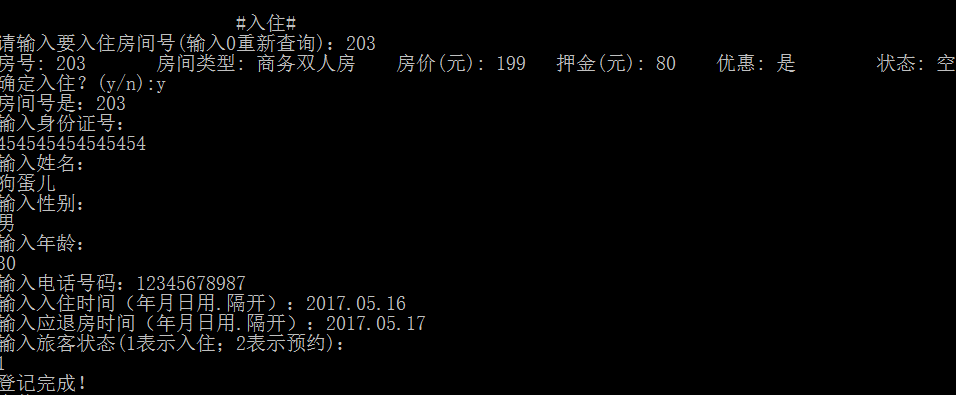 #入住#
请输入要入住房间号(输入0重新查询): 203
房号: 203 房间类型: 商务双人房 房价(元): 199 押金(元): 80 优惠: 是 状态: 空
确定入住? (y/n):y
房间号是: 203
输入身份证号:
454545454545454
输入姓名:
狗蛋儿
输入性别:
男
输入年龄:
30
输入电话号码: 12345678987
输入入住时间（年月日用.隔开）: 2017.05.16
输入应退房时间（年月日用.隔开）: 2017.05.17
输入旅客状态(1表示入住; 2表示预约):
1
登记完成!